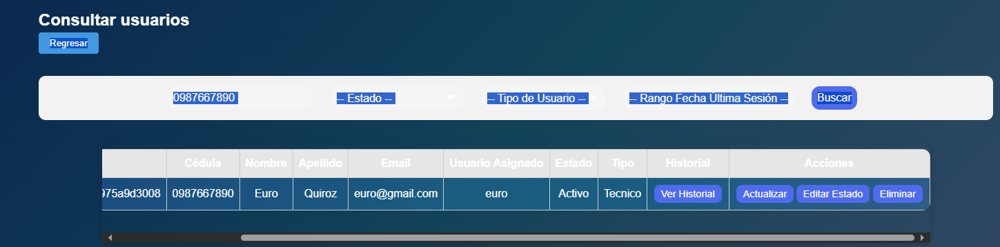 Consultar usuarios
Regresar
0987667890 -- Estado -- -- Tipo de Usuario -- -- Rango Fecha Última Sesión -- Buscar
Cédula Nombre Apellido Email Usuario Asignado Estado Tipo Historial Acciones
975a9d3008 0987667890 Euro Quiroz euro@gmail.com euro Activo Tecnico Ver Historial Actualizar Editar Estado Eliminar